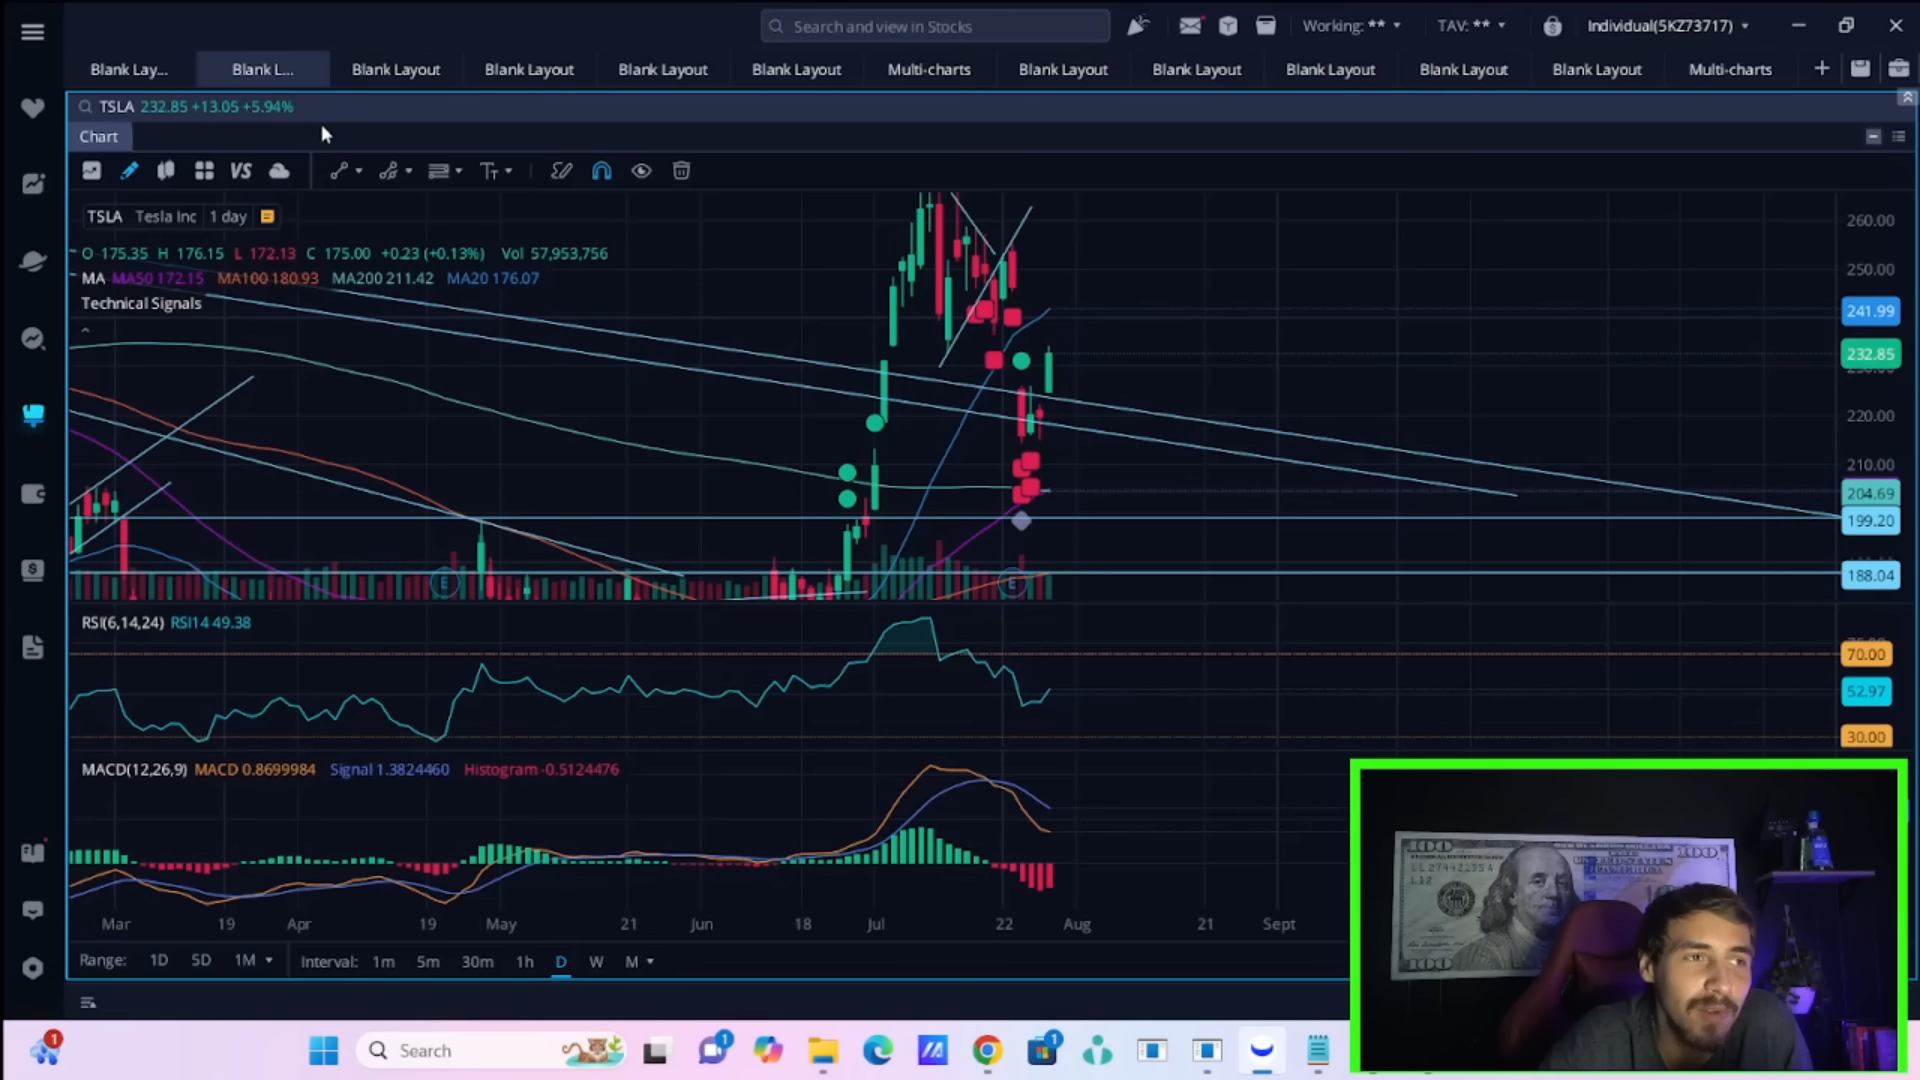 Search and view in Stocks
Working: **
TAV: **
Individual(5KZ73717)
Blank Lay...
Blank L...
Blank Layout
Blank Layout
Blank Layout
Blank Layout
Multi-charts
Blank Layout
Blank Layout
Blank Layout
Blank Layout
Blank Layout
Multi-charts
TSLA 232.85 +13.05 +5.94%
Chart
VS
TSLA Tesla Inc 1 day
O 175.35 H 176.15 L 172.13 C 175.00 +0.23 (+0.13%) Vol 57,953,756
MA MA50 172.15 MA100 180.93 MA200 211.42 MA20 176.07
Technical Signals
260.00
250.00
241.99
232.85
220.00
210.00
204.69
199.20
188.04
E
E
RSI(6,14,24) RSI14 49.38
70.00
52.97
30.00
MACD(12,26,9) MACD 0.8699984 Signal 1.3824460 Histogram -0.5124476
Mar 19 Apr 19 May 21 Jun 18 Jul 22 Aug 21 Sept
Range: 1D 5D 1M Interval: 1m 5m 30m 1h D W M
100
100
100
1
Search
1
1